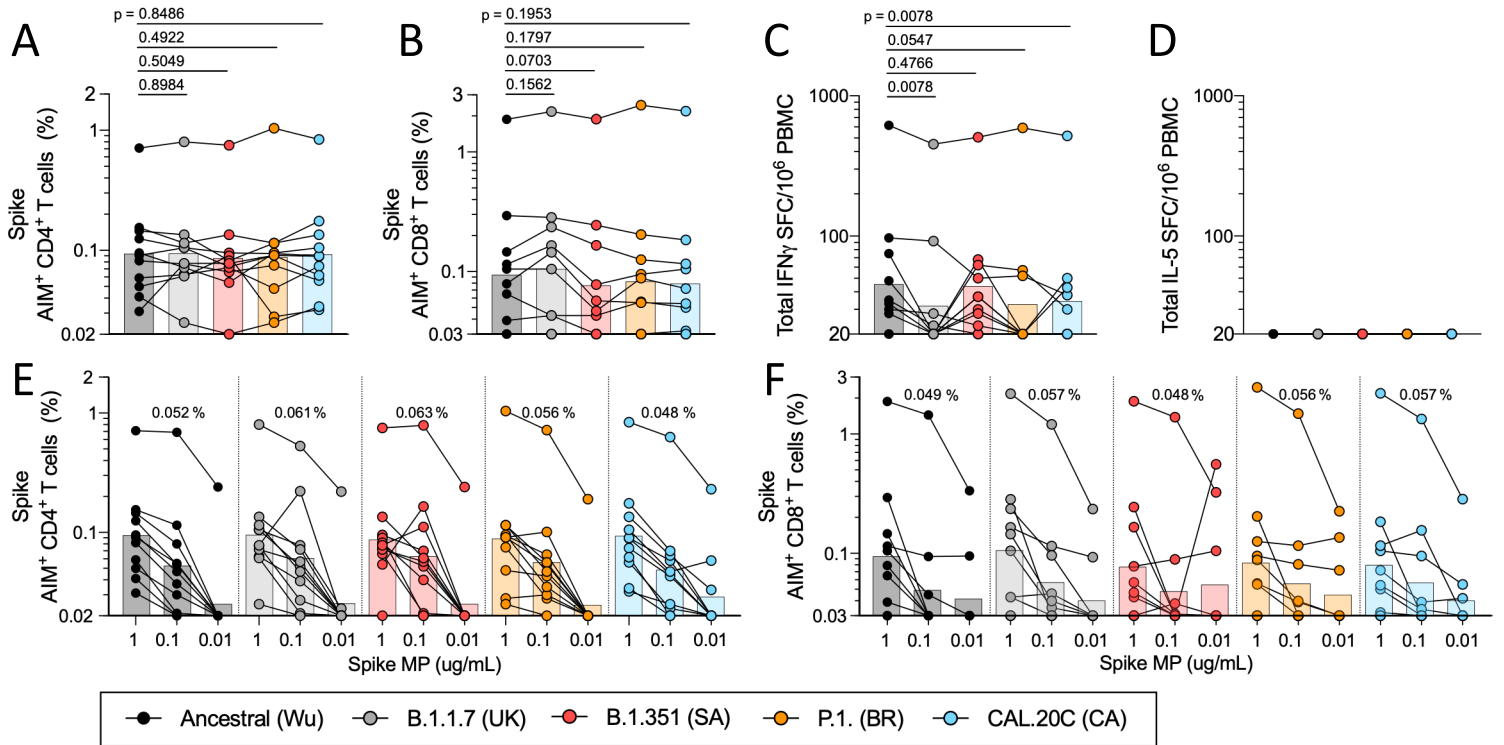 A
p = 0.8486
0.4922
0.5049
0.8984
Spike
AIM+ CD4+ T cells (%)
2
1
0.1
0.02
B
p = 0.1953
0.1797
0.0703
0.1562
Spike
AIM+ CD8+ T cells (%)
3
1
0.1
0.03
C
p = 0.0078
0.0547
0.4766
0.0078
Total IFNγ SFC/10⁶ PBMC
1000
100
20
D
Total IL-5 SFC/10⁶ PBMC
1000
100
20
E
Spike
AIM+ CD4+ T cells (%)
2
1
0.1
0.02
0.052 % 0.061 % 0.063 % 0.056 % 0.048 %
1 0.1 0.01 1 0.1 0.01 1 0.1 0.01 1 0.1 0.01 1 0.1 0.01
Spike MP (ug/mL)
F
Spike
AIM+ CD8+ T cells (%)
3
1
0.1
0.03
0.049 % 0.057 % 0.048 % 0.056 % 0.057 %
1 0.1 0.01 1 0.1 0.01 1 0.1 0.01 1 0.1 0.01 1 0.1 0.01
Spike MP (ug/mL)
Ancestral (Wu) B.1.1.7 (UK) B.1.351 (SA) P.1. (BR) CAL.20C (CA)